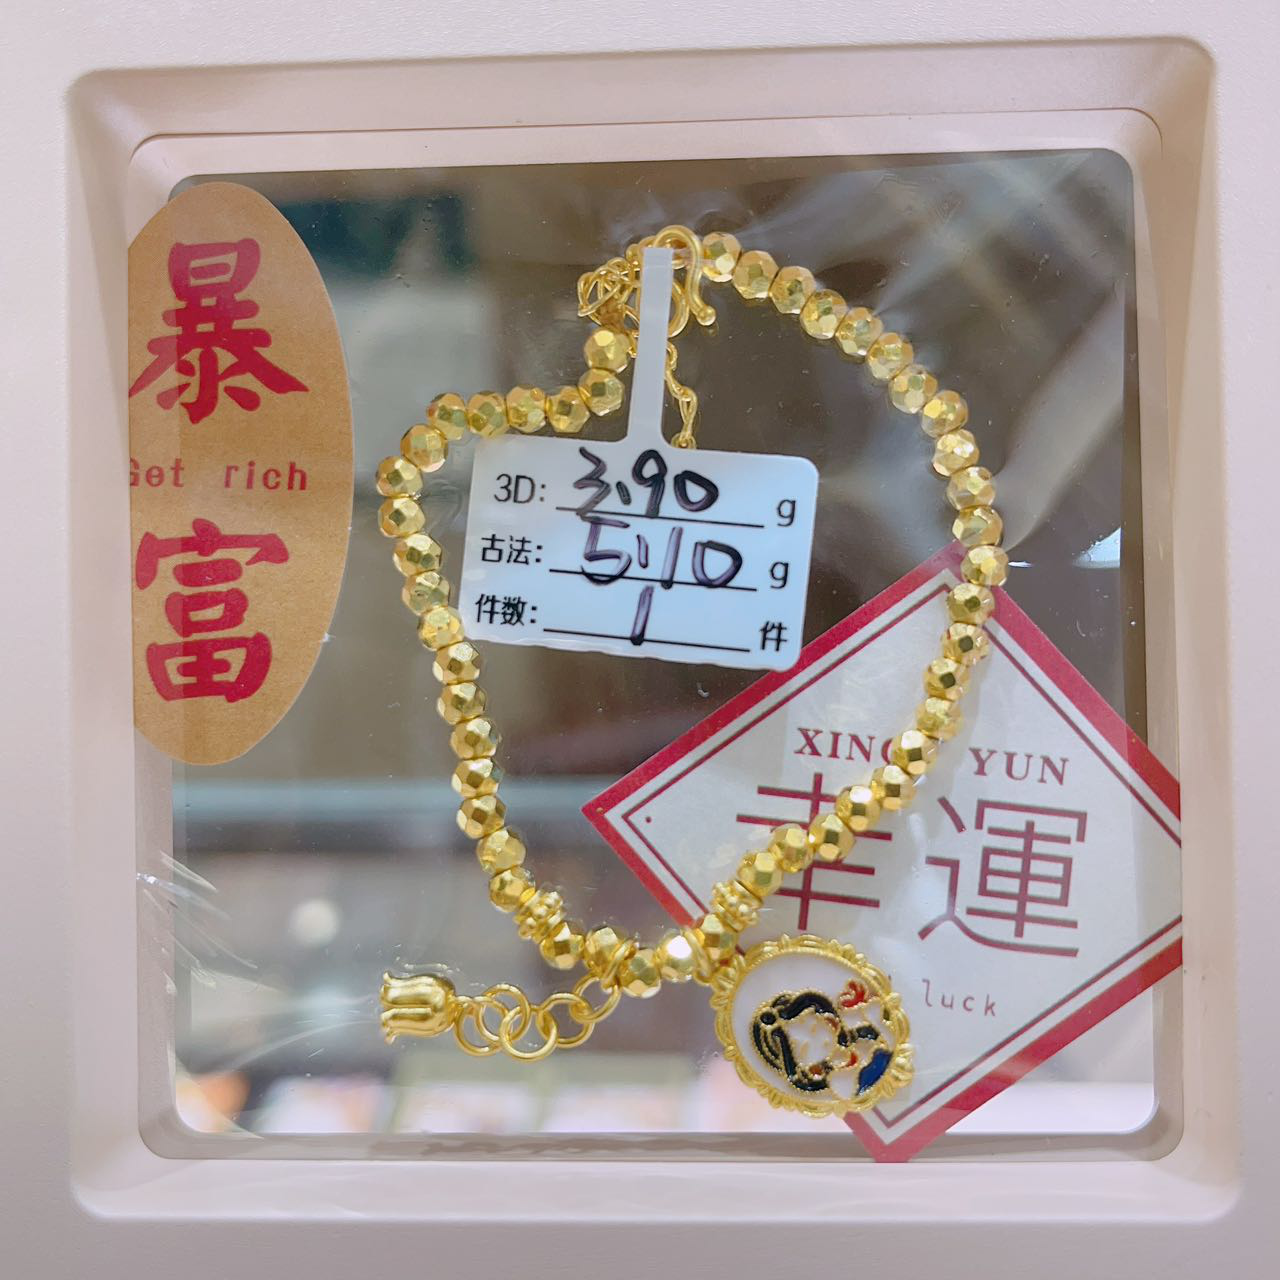 暴
Get rich
富
3D: 3.90 g
古法: 5.10 g
件数: 1 件
XING YUN
幸運
luck